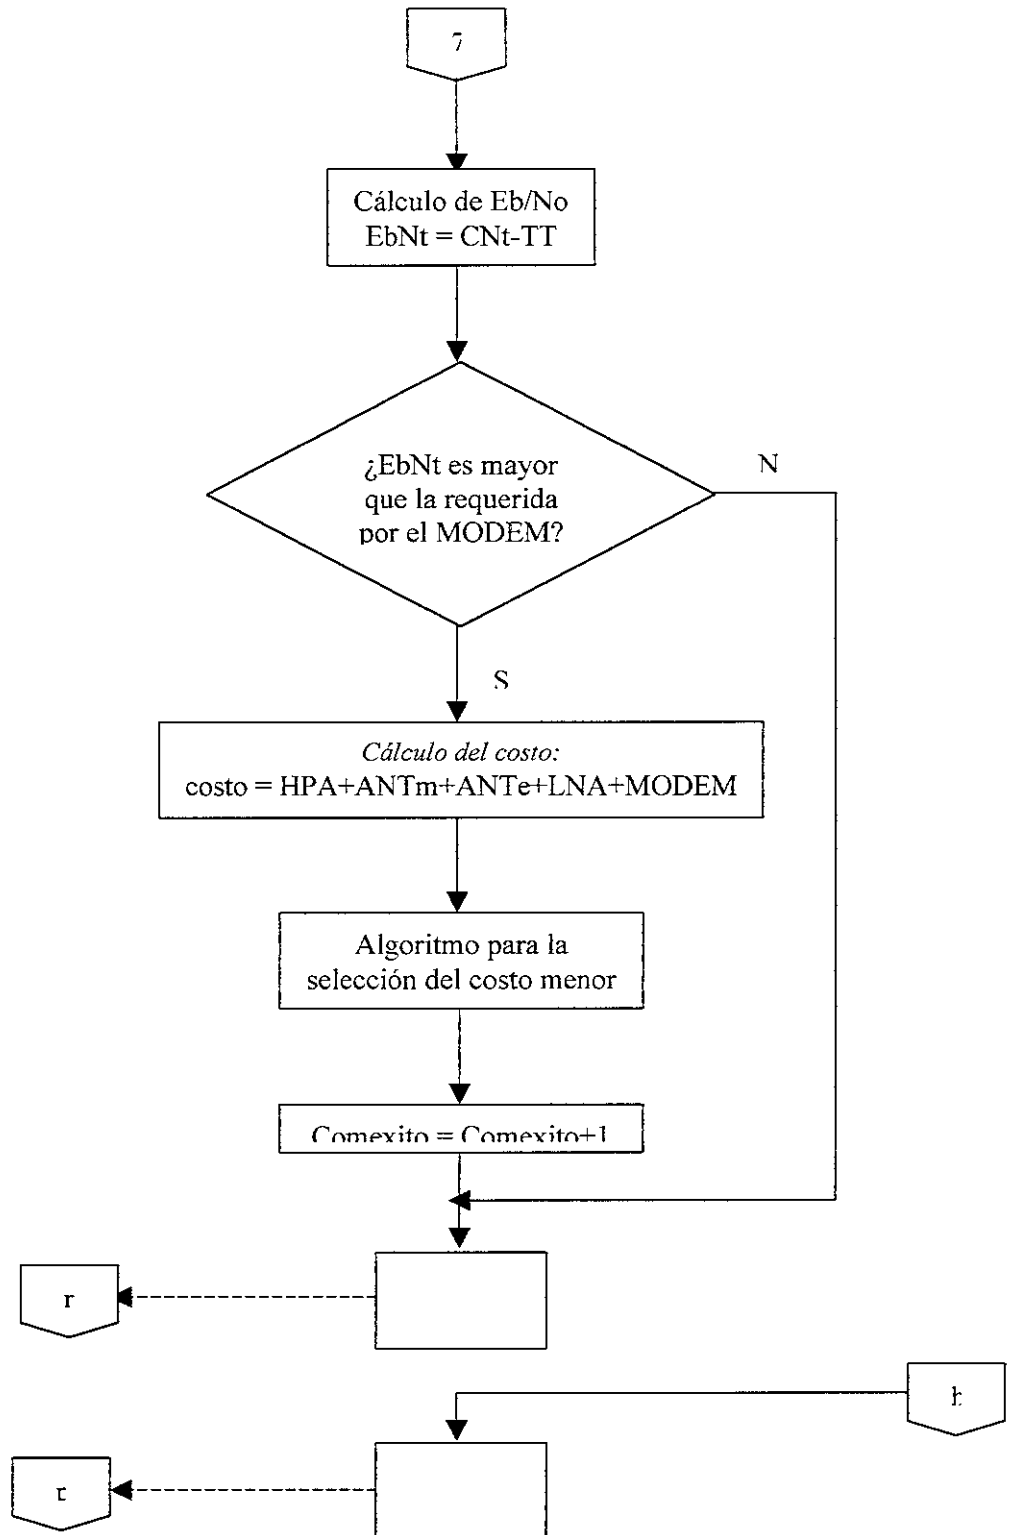 7
Cálculo de Eb/No
EbNt = CNt-TT
¿EbNt es mayor
que la requerida
por el MODEM?
N
S
Cálculo del costo:
costo = HPA+ANTm+ANTe+LNA+MODEM
Algoritmo para la
selección del costo menor
Comexito = Comexito+1
r